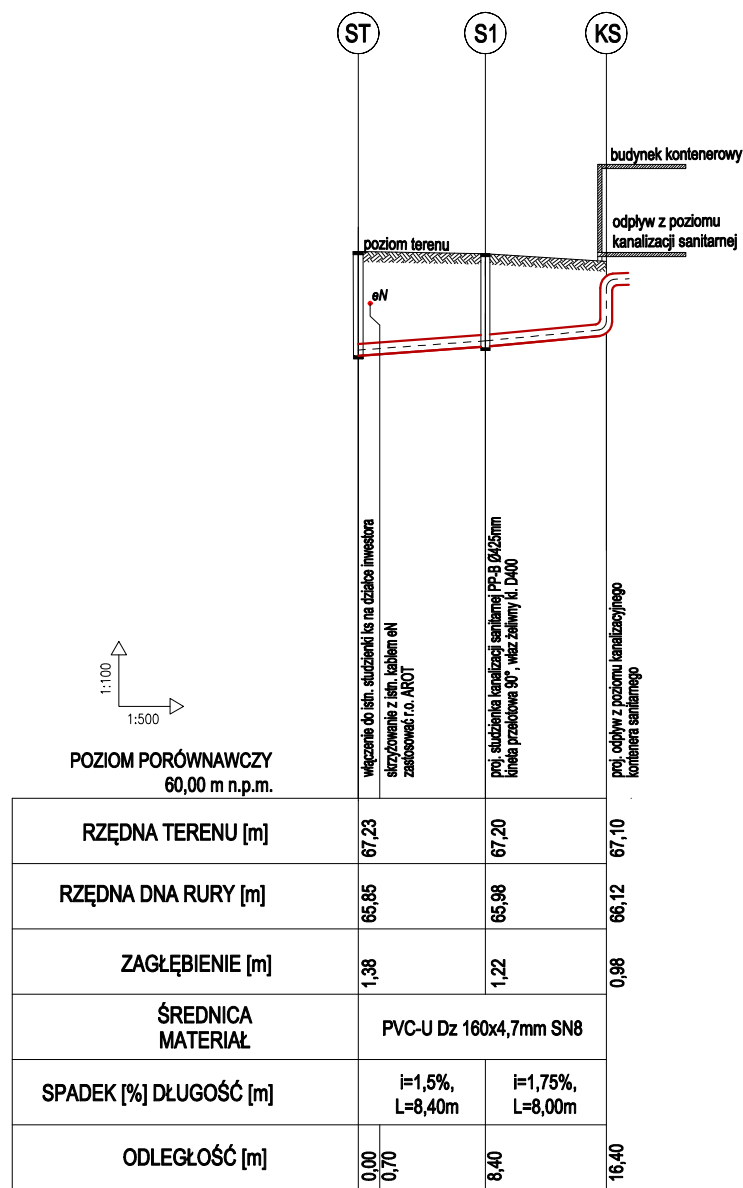 ST
S1
KS
budynek kontenerowy
odpływ z poziomu
kanalizacji sanitarnej
poziom terenu
eN
włączenie do istn. studzienki ks na działce inwestora
skrzyżowanie z istn. kablem eN
zastosować r.o. AROT
proj. studzienka kanalizacji sanitarnej PP-B Ø425mm
kineta przelotowa 90°, właz żeliwny kl. D400
proj. odpływ z poziomu kanalizacyjnego
kontenera sanitarnego
1:100
1:500
POZIOM PORÓWNAWCZY
60,00 m n.p.m.
RZĘDNA TERENU [m]
67,23
67,20
67,10
RZĘDNA DNA RURY [m]
65,85
65,98
66,12
ZAGŁĘBIENIE [m]
1,38
1,22
0,98
ŚREDNICA
MATERIAŁ
PVC-U Dz 160x4,7mm SN8
SPADEK [%] DŁUGOŚĆ [m]
i=1,5%,
L=8,40m
i=1,75%,
L=8,00m
ODLEGŁOŚĆ [m]
0,00
0,70
8,40
16,40